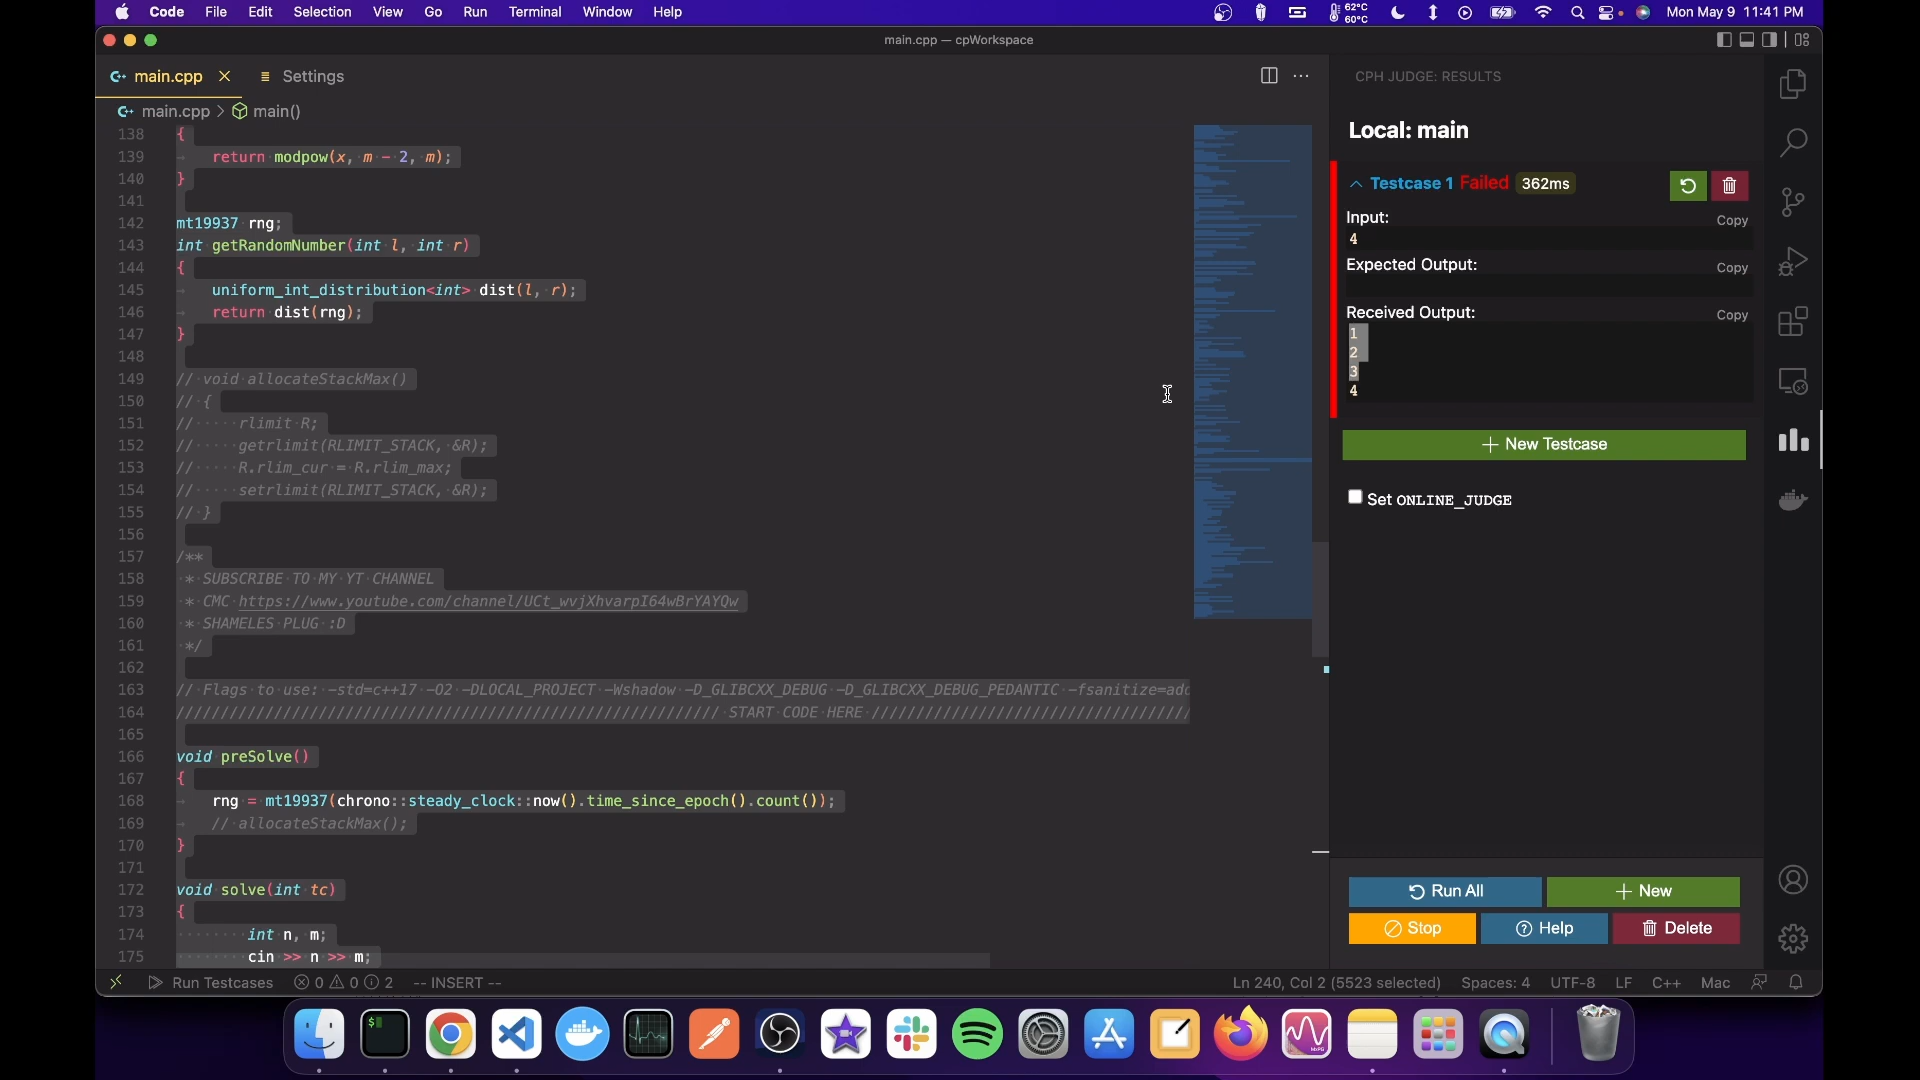 Code File Edit Selection View Go Run Terminal Window Help
62°C
60°C
Mon May 9 11:41 PM
main.cpp — cpWorkspace
main.cpp
Settings
main.cpp > main()
138 {
139 return modpow(x, m - 2, m);
140 }
141
142 mt19937 rng;
143 int getRandomNumber(int l, int r)
144 {
145 uniform_int_distribution<int> dist(l, r);
146 return dist(rng);
147 }
148
149 // void allocateStackMax()
150 // {
151 // rlimit R;
152 // getrlimit(RLIMIT_STACK, &R);
153 // R.rlim_cur = R.rlim_max;
154 // setrlimit(RLIMIT_STACK, &R);
155 // }
156
157 /**
158 * SUBSCRIBE TO MY YT CHANNEL
159 * CMC https://www.youtube.com/channel/UCt_wvjXhvarpI64wBrYAYQw
160 * SHAMELES PLUG :D
161 */
162
163 // Flags to use: -std=c++17 -O2 -DLOCAL_PROJECT -Wshadow -D_GLIBCXX_DEBUG -D_GLIBCXX_DEBUG_PEDANTIC -fsanitize=add
164 ///////////////////////////////////////////////////////////// START CODE HERE ////////////////////////////////////
165
166 void preSolve()
167 {
168 rng = mt19937(chrono::steady_clock::now().time_since_epoch().count());
169 // allocateStackMax();
170 }
171
172 void solve(int tc)
173 {
174 int n, m;
175 cin >> n >> m;
CPH JUDGE: RESULTS
Local: main
Testcase 1 Failed 362ms
Input:
Copy
4
Expected Output:
Copy
Received Output:
Copy
1
2
3
4
+ New Testcase
Set ONLINE_JUDGE
Run All
+ New
Stop
Help
Delete
Run Testcases 0 0 2 -- INSERT --
Ln 240, Col 2 (5523 selected) Spaces: 4 UTF-8 LF C++ Mac